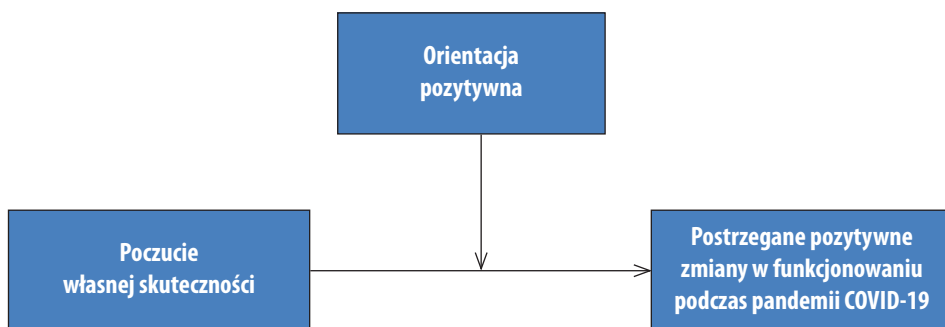 Orientacja
pozytywna
Poczucie
własnej skuteczności
Postrzegane pozytywne
zmiany w funkcjonowaniu
podczas pandemii COVID-19